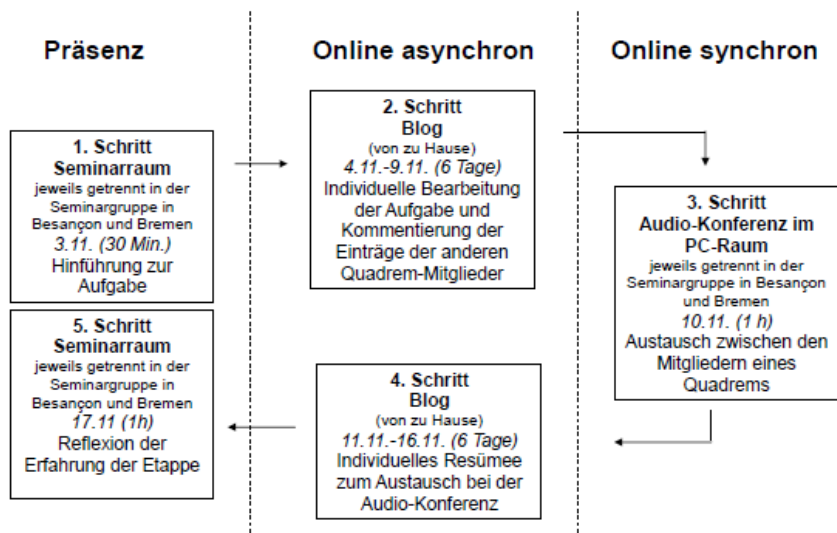 Präsenz
Online asynchron
Online synchron
1. Schritt
Seminarraum
jeweils getrennt in der
Seminargruppe in
Besançon und Bremen
3.11. (30 Min.)
Hinführung zur
Aufgabe
2. Schritt
Blog
(von zu Hause)
4.11.-9.11. (6 Tage)
Individuelle Bearbeitung
der Aufgabe und
Kommentierung der
Einträge der anderen
Quadrem-Mitglieder
3. Schritt
Audio-Konferenz im
PC-Raum
jeweils getrennt in der
Seminargruppe in Besançon
und Bremen
10.11. (1 h)
Austausch zwischen den
Mitgliedern eines
Quadrems
4. Schritt
Blog
(von zu Hause)
11.11.-16.11. (6 Tage)
Individuelles Resümee
zum Austausch bei der
Audio-Konferenz
5. Schritt
Seminarraum
jeweils getrennt in der
Seminargruppe in
Besançon und Bremen
17.11 (1h)
Reflexion der
Erfahrung der Etappe